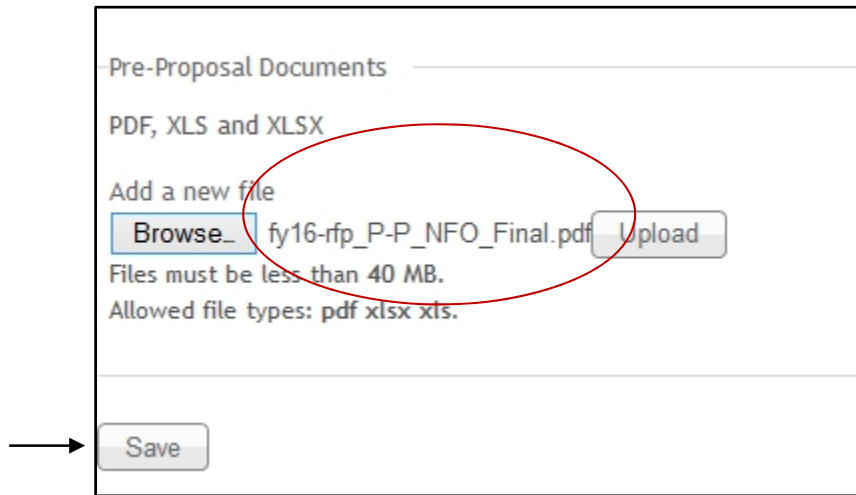 Pre-Proposal Documents
PDF, XLS and XLSX
Add a new file
Browse_ fy16-rfp_P-P_NFO_Final.pdf Upload
Files must be less than 40 MB.
Allowed file types: pdf xlsx xls.
Save